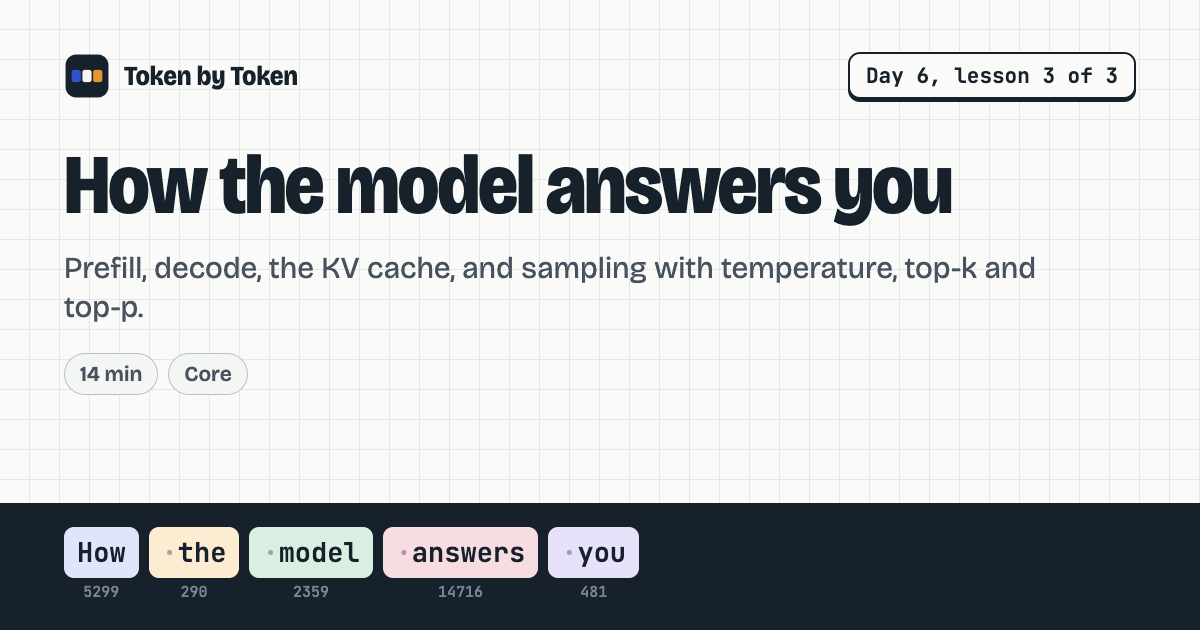 Token by Token
Day 6, lesson 3 of 3
How the model answers you
Prefill, decode, the KV cache, and sampling with temperature, top-k and
top-p.
14 min
Core
How ·the ·model ·answers ·you
5299 290 2359 14716 481